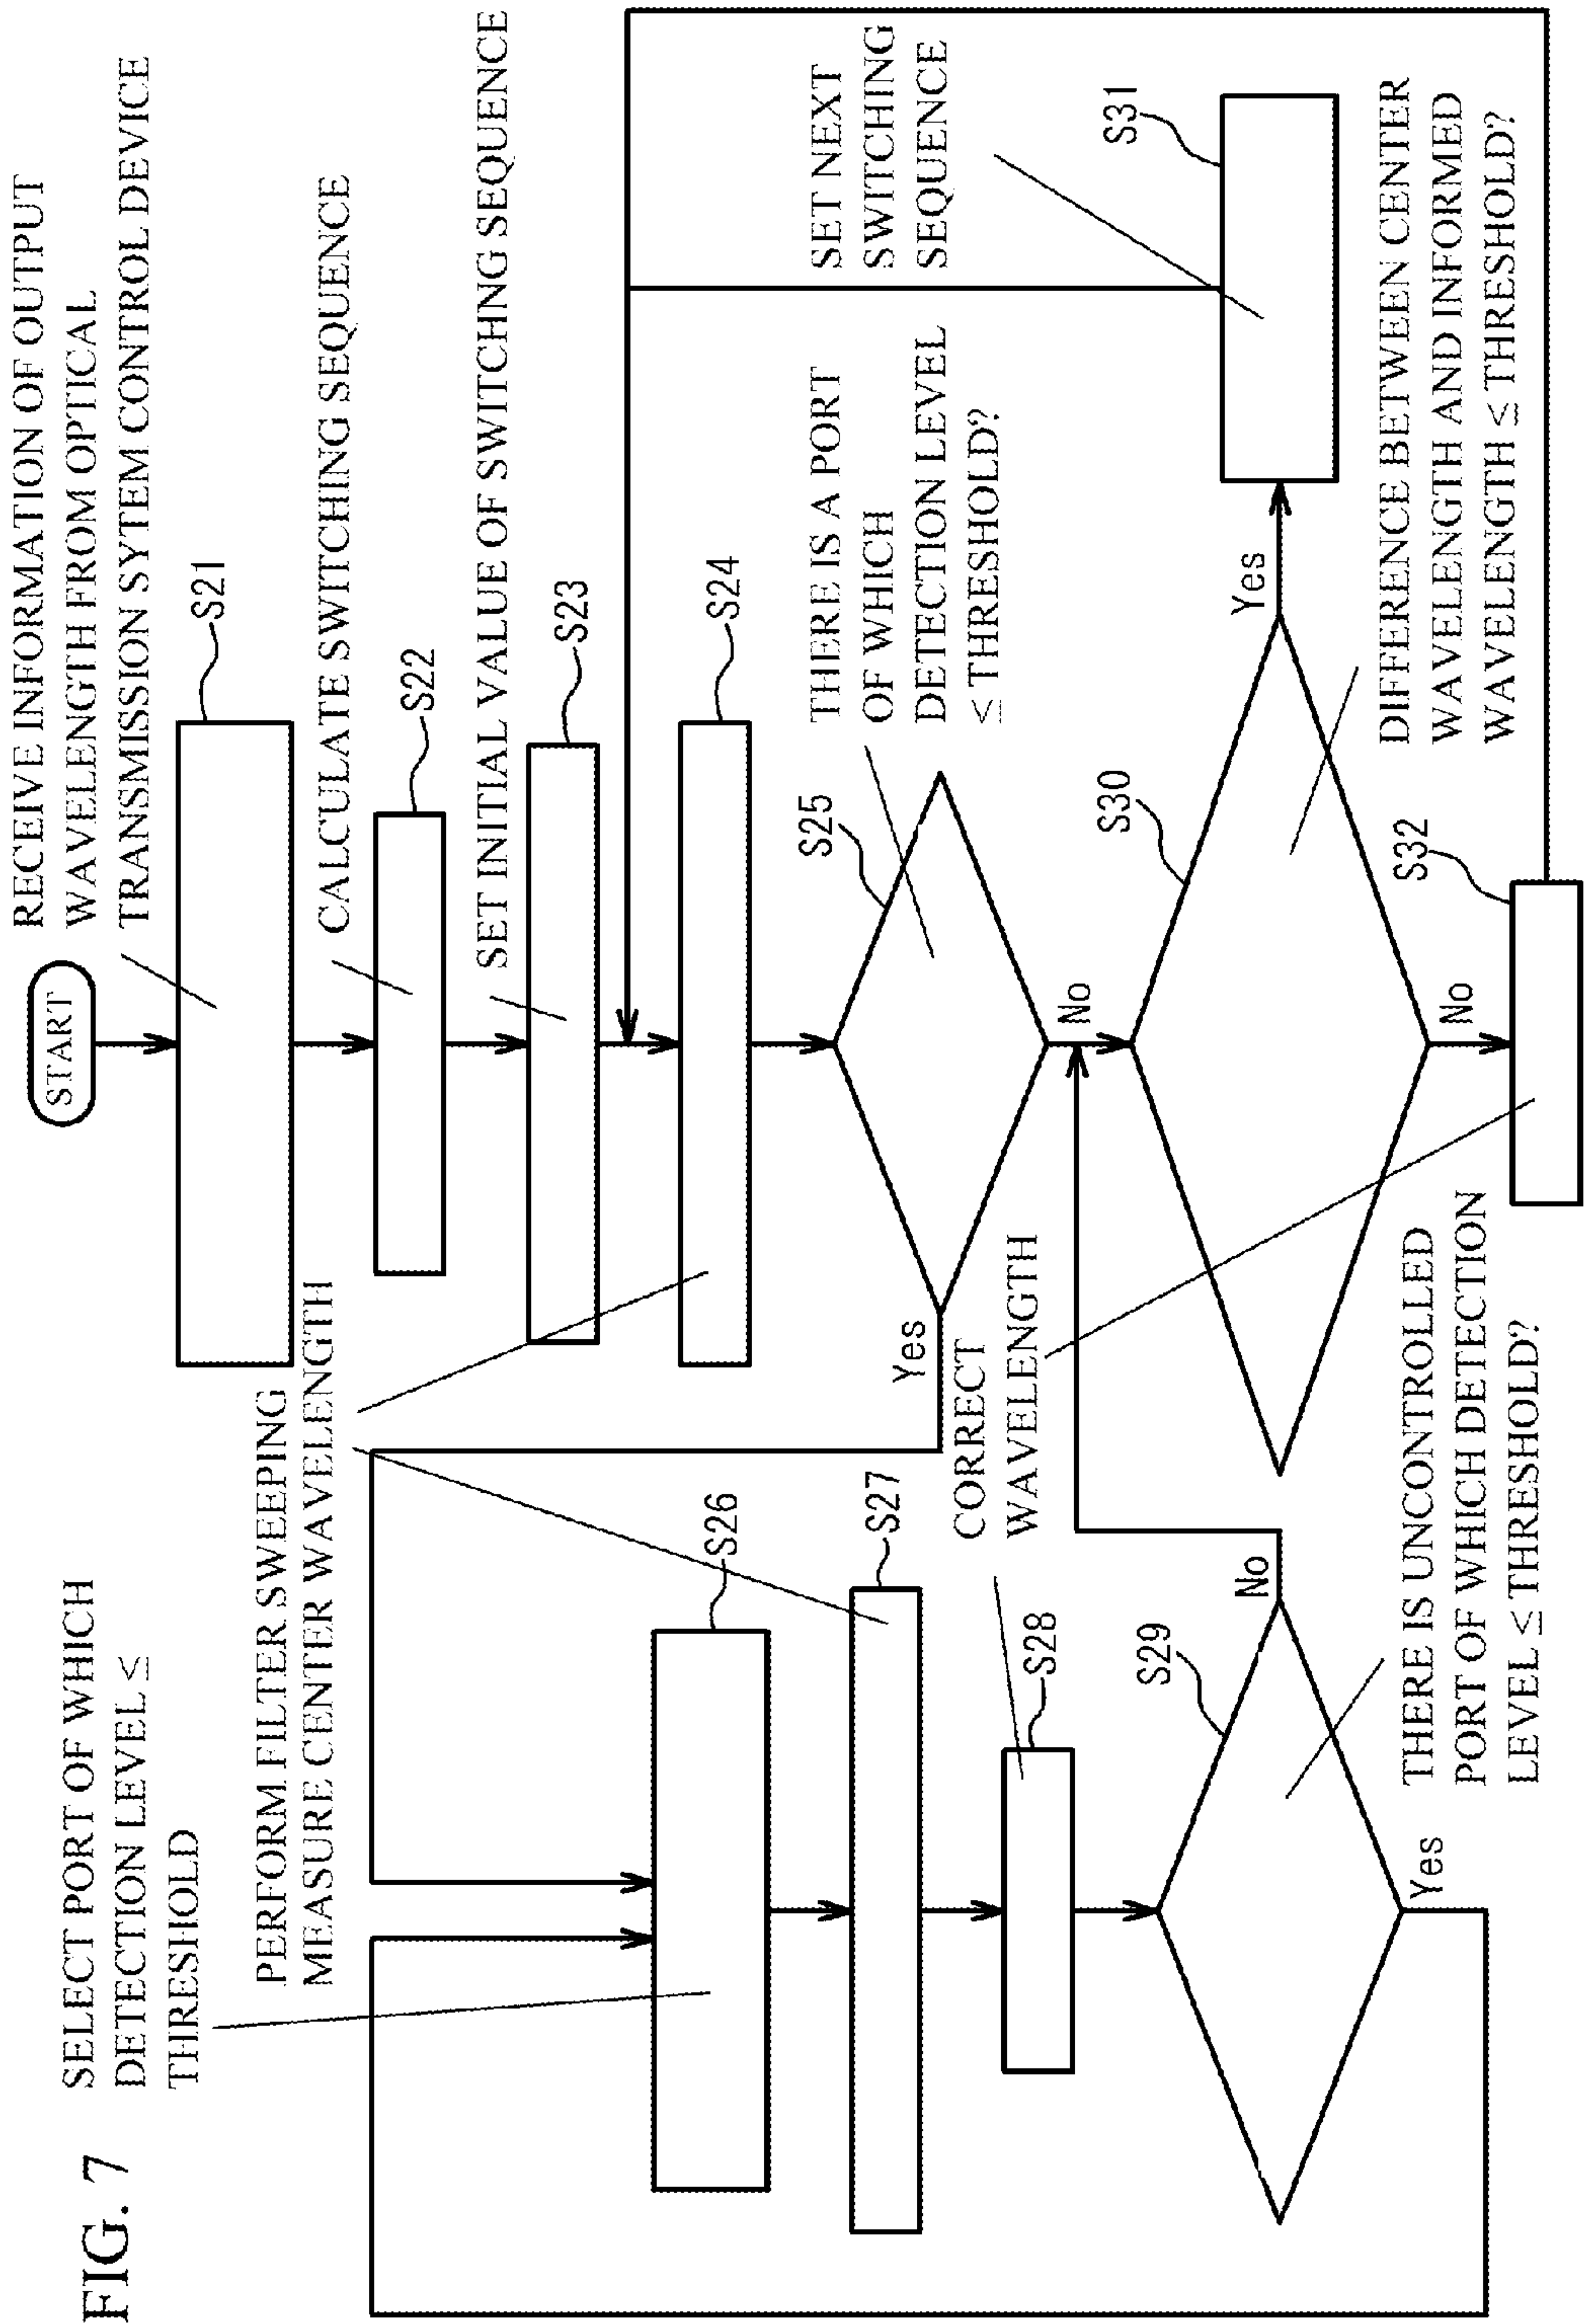 FIG. 7
START
RECEIVE INFORMATION OF OUTPUT
WAVELENGTH FROM OPTICAL
TRANSMISSION SYTEM CONTROL DEVICE
S21
CALCULATE SWITCHING SEQUENCE
S22
SET INITIAL VALUE OF SWITCHNG SEQUENCE
S23
S24
PERFORM FILTER SWEEPING
MEASURE CENTER WAVELENGTH
THERE IS A PORT
OF WHICH
DETECTION LEVEL
≤ THRESHOLD?
S25
Yes
No
SELECT PORT OF WHICH
DETECTION LEVEL ≤
THRESHOLD
S26
S27
CORRECT
WAVELENGTH
S28
S29
No
Yes
THERE IS UNCONTROLLED
PORT OF WHICH DETECTION
LEVEL ≤ THRESHOLD?
S30
Yes
No
DIFFERENCE BETWEEN CENTER
WAVELENGTH AND INFORMED
WAVELENGTH ≤ THRESHOLD?
SET NEXT
SWITCHING
SEQUENCE
S31
S32